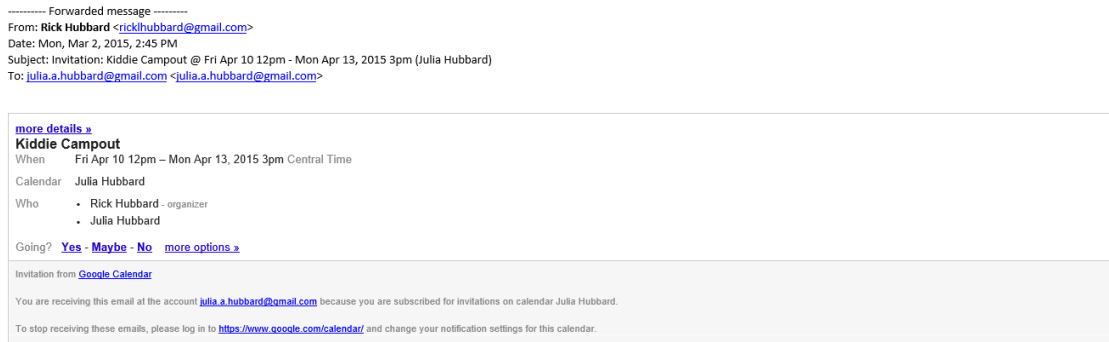 ---------- Forwarded message ---------
From: Rick Hubbard <ricklhubbard@gmail.com>
Date: Mon, Mar 2, 2015, 2:45 PM
Subject: Invitation: Kiddie Campout @ Fri Apr 10 12pm - Mon Apr 13, 2015 3pm (Julia Hubbard)
To: julia.a.hubbard@gmail.com <julia.a.hubbard@gmail.com>
more details »
Kiddie Campout
When Fri Apr 10 12pm – Mon Apr 13, 2015 3pm Central Time
Calendar Julia Hubbard
Who • Rick Hubbard - organizer
• Julia Hubbard
Going? Yes - Maybe - No more options »
Invitation from Google Calendar
You are receiving this email at the account julia.a.hubbard@gmail.com because you are subscribed for invitations on calendar Julia Hubbard.
To stop receiving these emails, please log in to https://www.google.com/calendar/ and change your notification settings for this calendar.